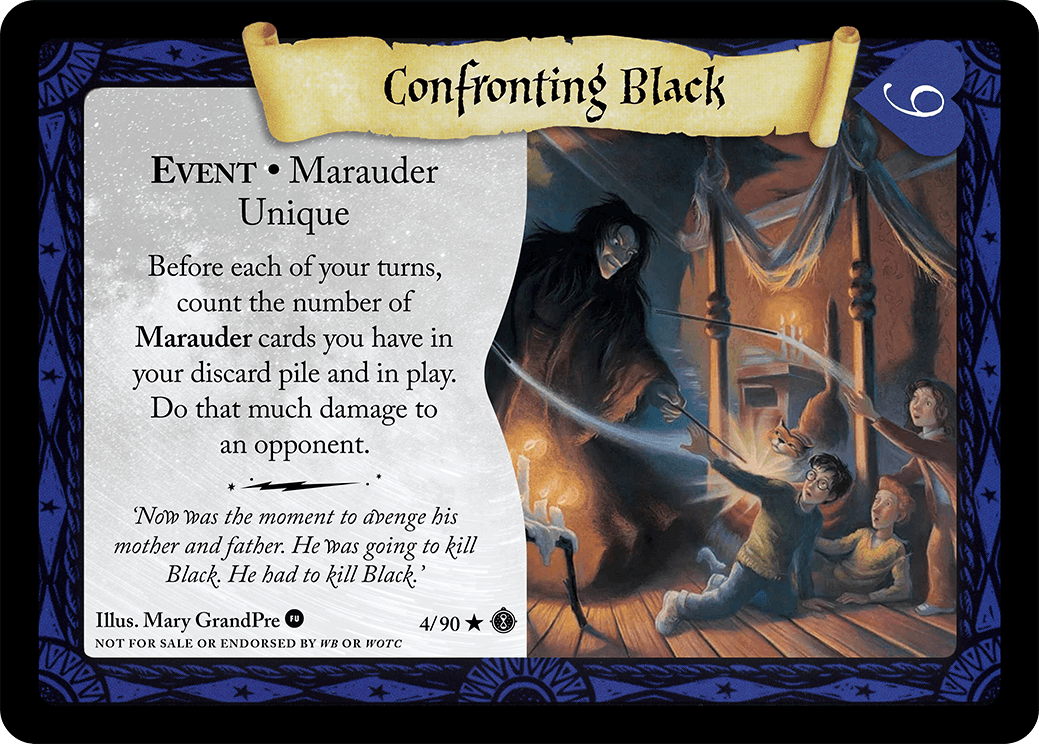 Confronting Black
6
EVENT • Marauder
Unique
Before each of your turns,
count the number of
Marauder cards you have in
your discard pile and in play.
Do that much damage to
an opponent.
‘Now was the moment to avenge his
mother and father. He was going to kill
Black. He had to kill Black.’
Illus. Mary GrandPre FU
4/90 ★
NOT FOR SALE OR ENDORSED BY WB OR WOTC